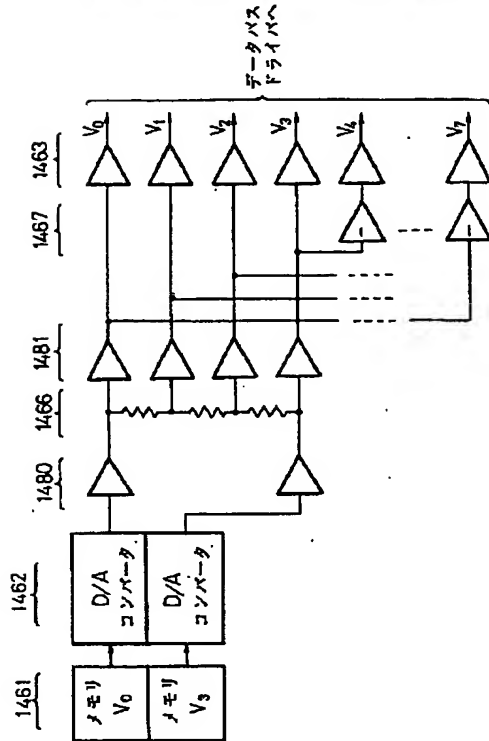 1461
1462
1480
1466
1481
1467
1463
メモリ
V0
メモリ
V3
D/A
コンバータ
D/A
コンバータ
V0
V1
V2
V3
V4
V7
データバス
ドライバへ